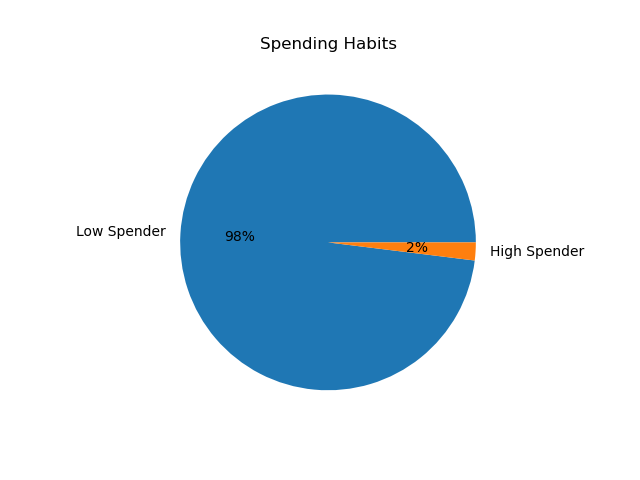 Spending Habits
Low Spender
98%
2%
High Spender